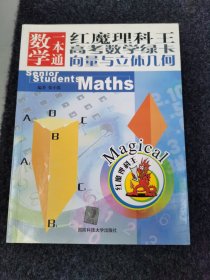 数学一本通
红魔理科王
高考数学绿卡
向量与立体几何
Senior
Students Maths
A.
B
D
B.
A
C.
C.
Magical
红魔理科王
国防科技大学出版社